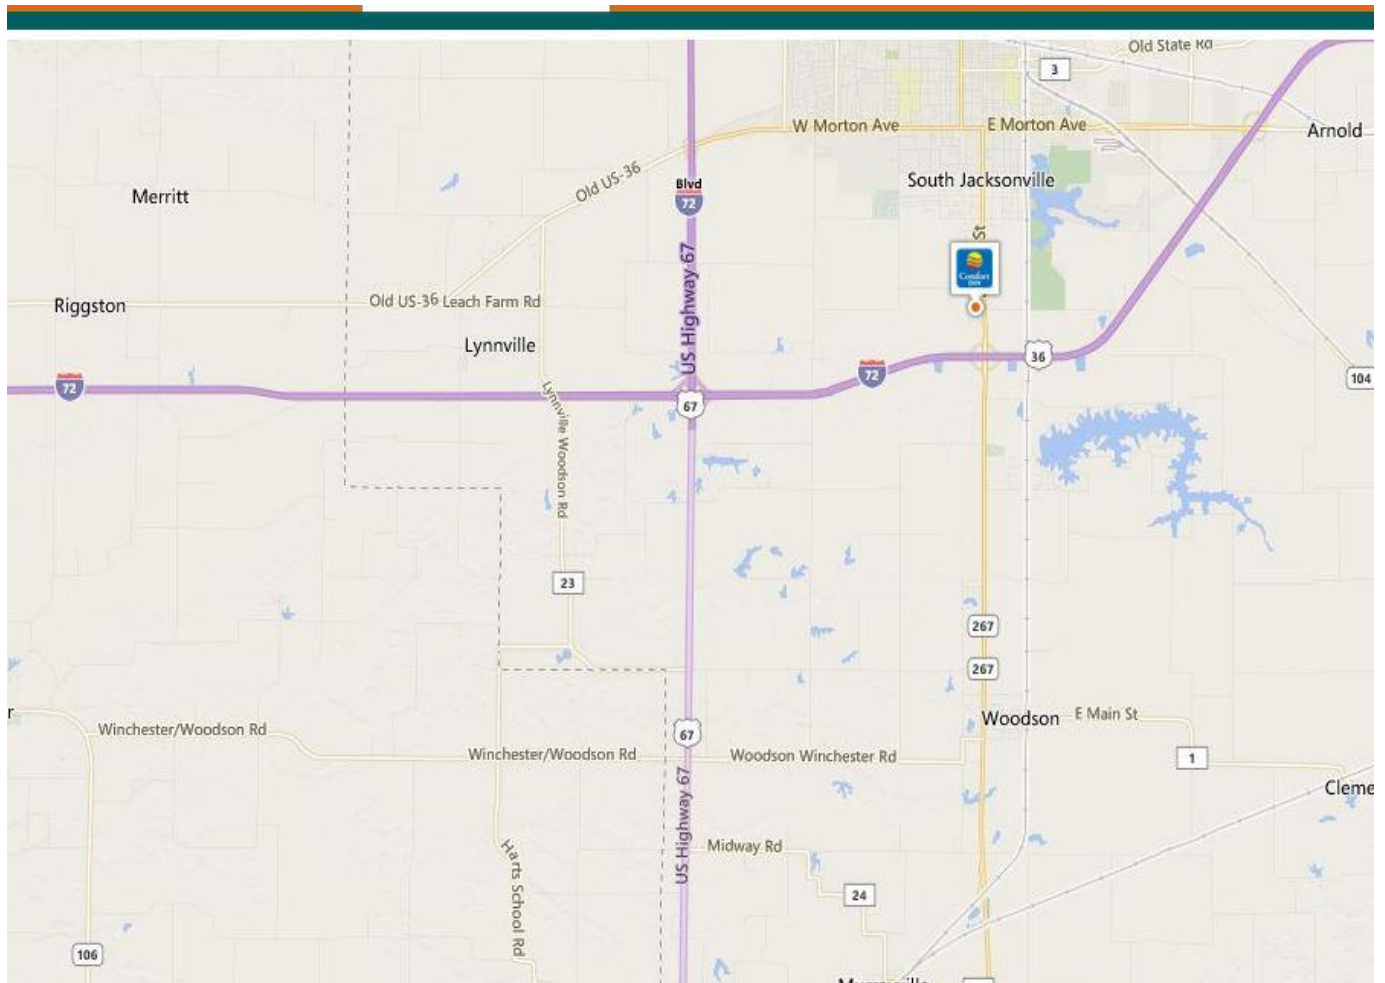 Old State Rd
3
W Morton Ave
E Morton Ave
Arnold
Old US-36
Blvd
72
South Jacksonville
Merritt
St
Comfort
INN
US Highway 67
Riggston
Old US-36
Leach Farm Rd
Lynnville
36
72
72
104
67
Lynnville Woodson Rd
23
267
267
Woodson
E Main St
r
Winchester/Woodson Rd
67
Winchester/Woodson Rd
Woodson Winchester Rd
1
Cleme
US Highway 67
Harts School Rd
Midway Rd
24
106